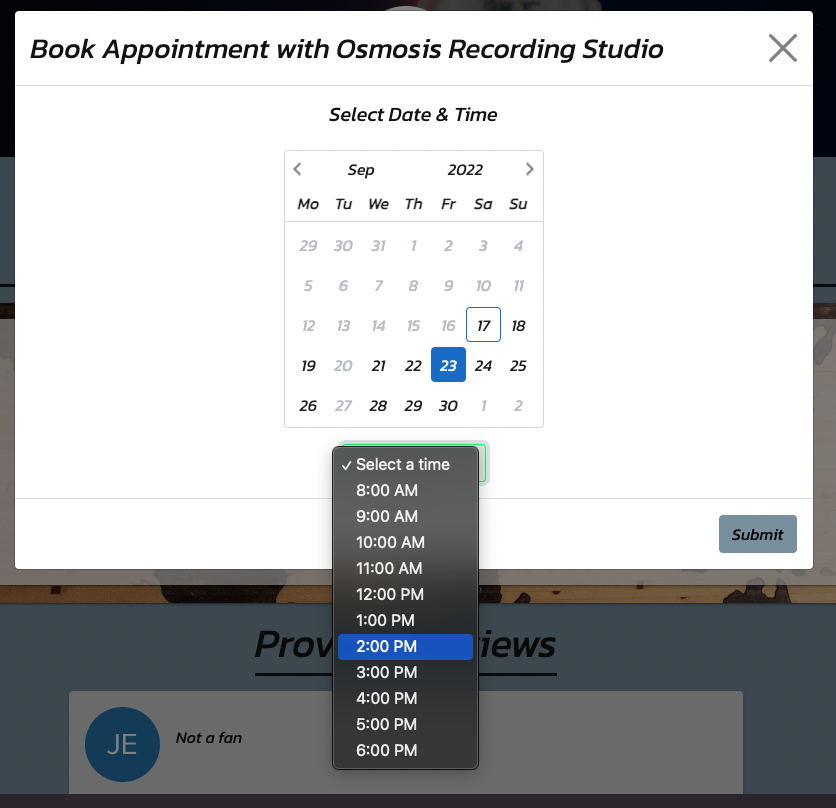 Book Appointment with Osmosis Recording Studio
Select Date & Time
Sep 2022
Mo Tu We Th Fr Sa Su
29 30 31 1 2 3 4
5 6 7 8 9 10 11
12 13 14 15 16 17 18
19 20 21 22 23 24 25
26 27 28 29 30 1 2
✓ Select a time
8:00 AM
9:00 AM
10:00 AM
11:00 AM
12:00 PM
1:00 PM
2:00 PM
3:00 PM
4:00 PM
5:00 PM
6:00 PM
Submit
JE
Not a fan